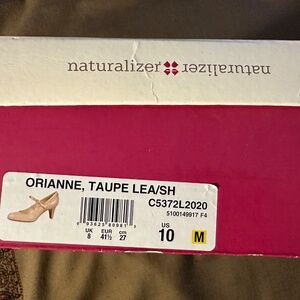 naturalizer naturalizer
ORIANNE, TAUPE LEA/SH
C5372L2020
5100149917 F4
UK EUR cm US
8 41½ 27 10 M